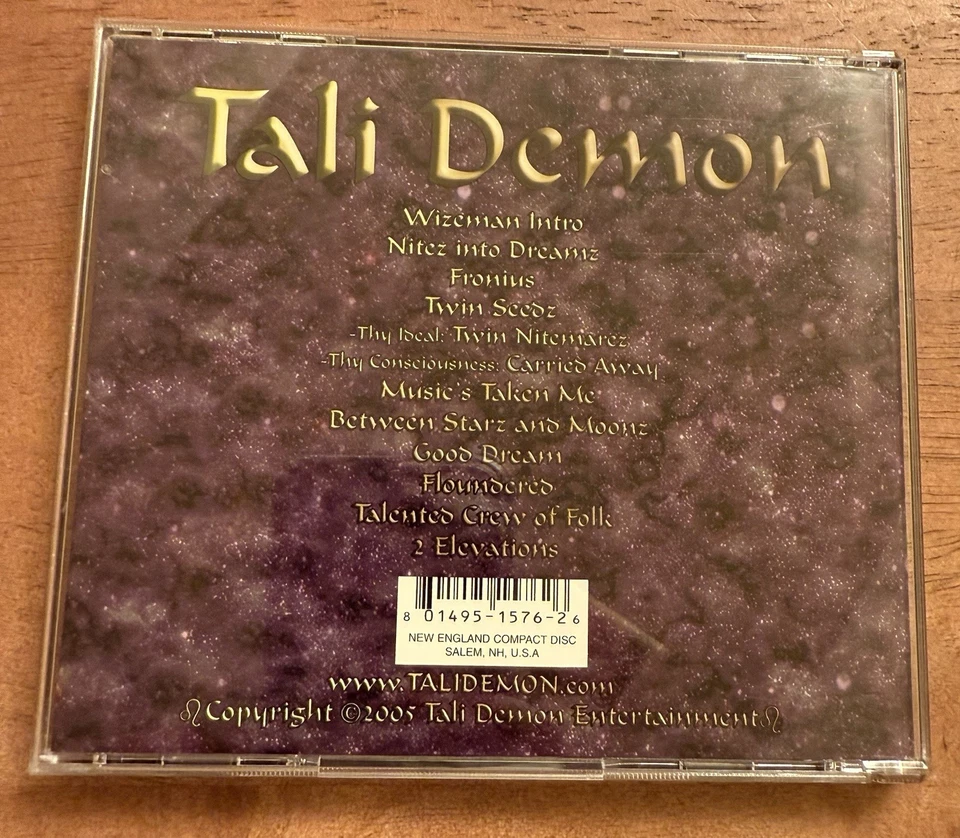 Tali Demon
Wizeman Intro
Nitez into Dreamz
Fronius
Twin Seedz
-Thy Ideal: Twin Nitemarez
-Thy Consciousness: Carried Away
Music's Taken Me
Between Starz and Moonz
Good Dream
Floundered
Talented Crew of Folk
2 Elevations
8 01495-1576-2 6
NEW ENGLAND COMPACT DISC
SALEM, NH, U.S.A
www.TALIDEMON.com
♌Copyright ©2005 Tali Demon Entertainment♌